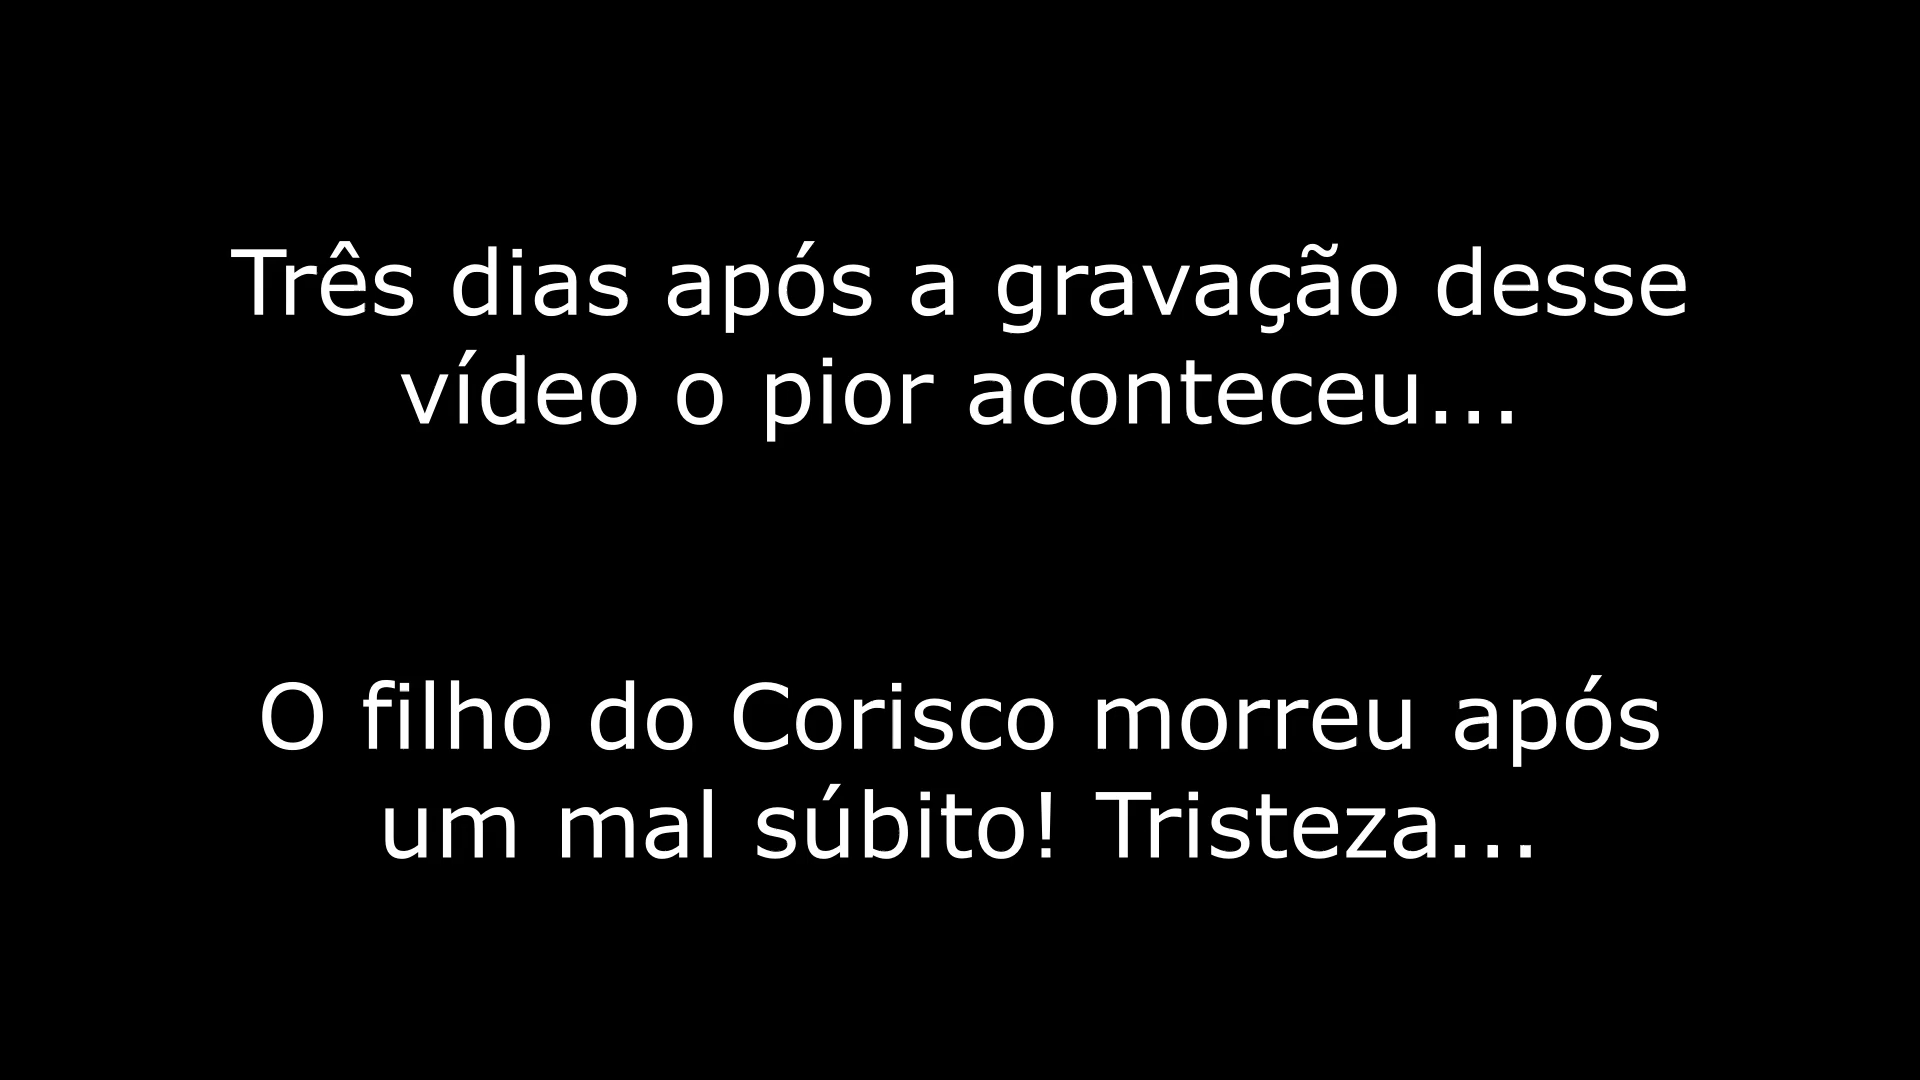 Três dias após a gravação desse
vídeo o pior aconteceu...
O filho do Corisco morreu após
um mal súbito! Tristeza...